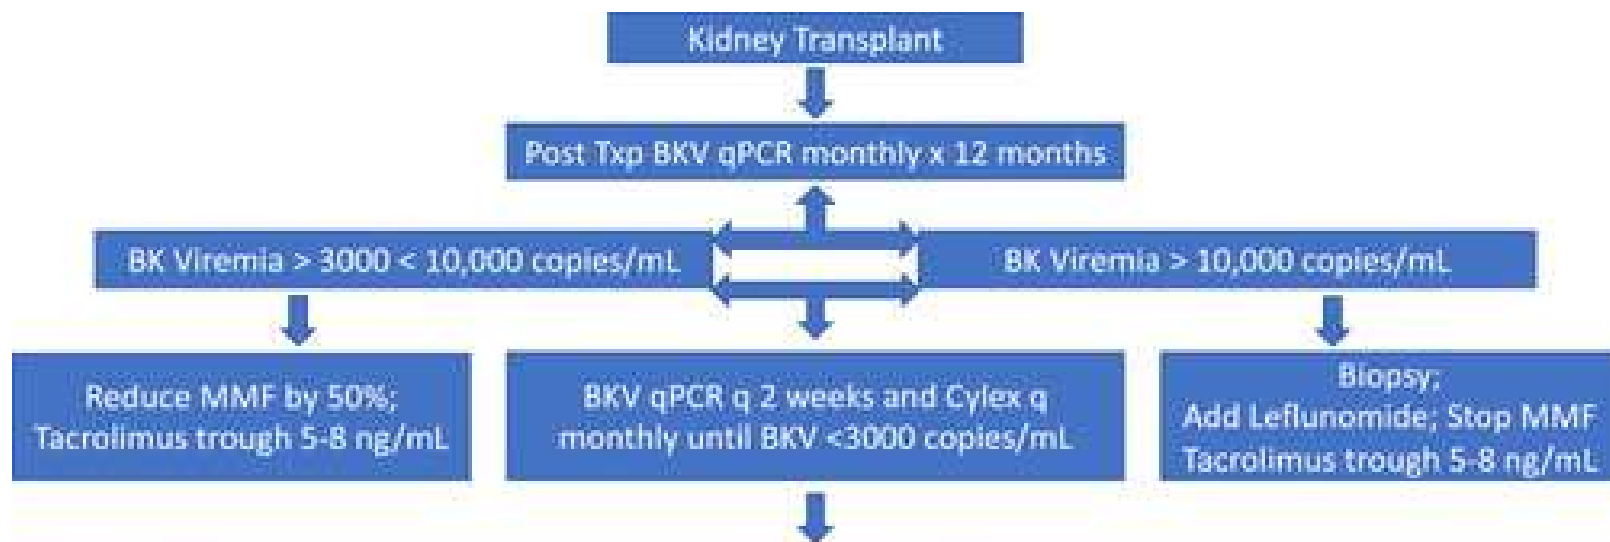 Kidney Transplant
Post Txp BKV qPCR monthly x 12 months
BK Viremia > 3000 < 10,000 copies/mL
BK Viremia > 10,000 copies/mL
Reduce MMF by 50%;
Tacrolimus trough 5-8 ng/mL
BKV qPCR q 2 weeks and Cylex q
monthly until BKV <3000 copies/mL
Biopsy;
Add Leflunomide; Stop MMF
Tacrolimus trough 5-8 ng/mL